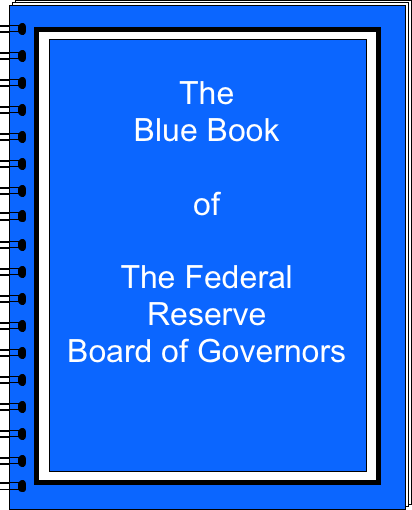 The
Blue Book
of
The Federal
Reserve
Board of Governors